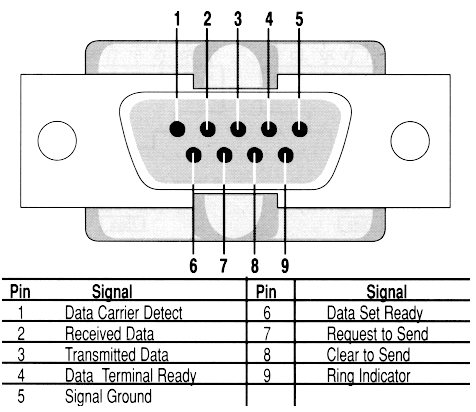 1 2 3 4 5
6 7 8 9
Pin Signal Pin Signal
1 Data Carrier Detect 6 Data Set Ready
2 Received Data 7 Request to Send
3 Transmitted Data 8 Clear to Send
4 Data Terminal Ready 9 Ring Indicator
5 Signal Ground